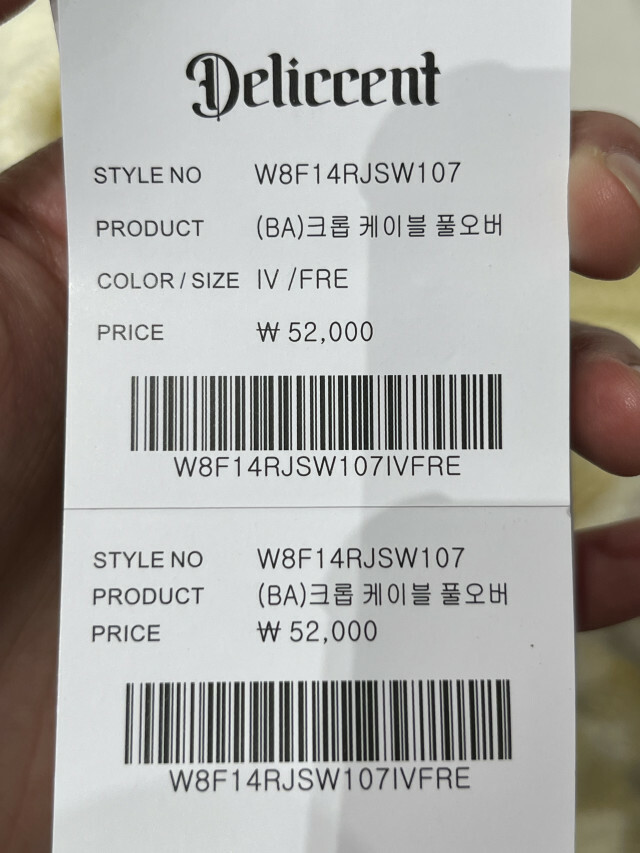 Deliccent
STYLE NO W8F14RJSW107
PRODUCT (BA)크롭 케이블 풀오버
COLOR / SIZE IV /FRE
PRICE ₩ 52,000
W8F14RJSW107IVFRE
STYLE NO W8F14RJSW107
PRODUCT (BA)크롭 케이블 풀오버
PRICE ₩ 52,000
W8F14RJSW107IVFRE